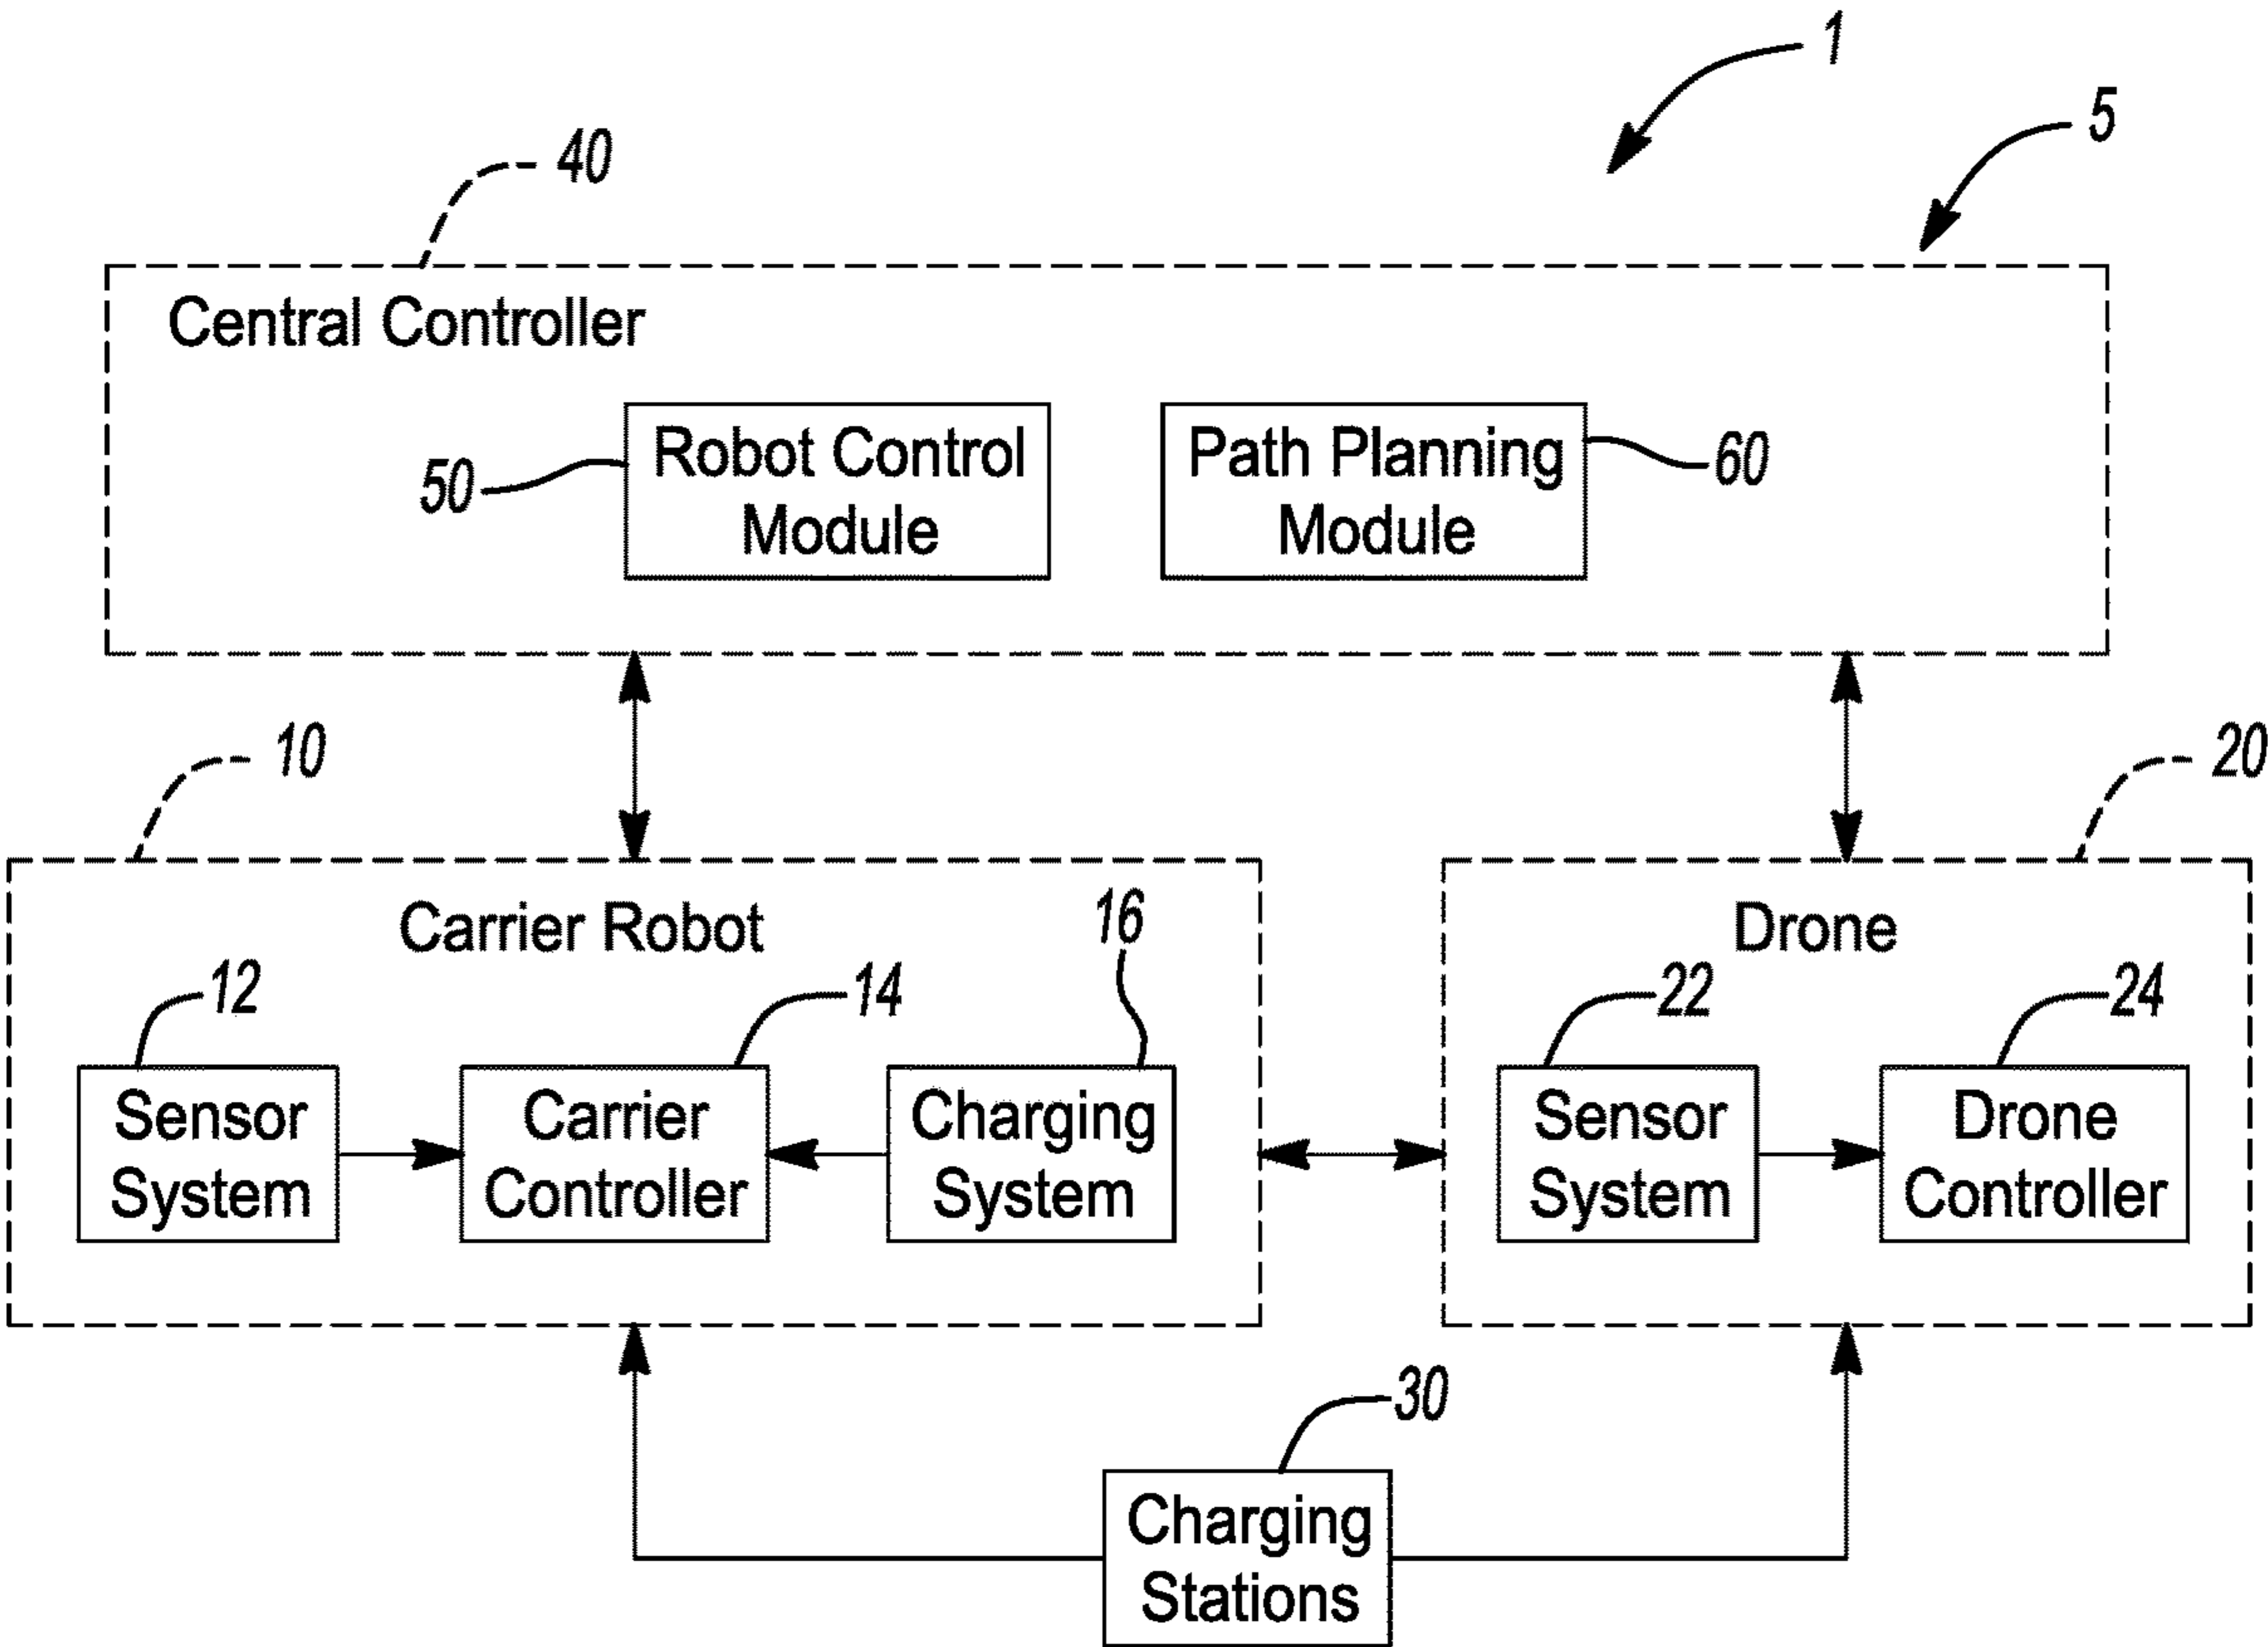 1
5
40
Central Controller
50
Robot Control
Module
Path Planning
Module
60
10
20
Carrier Robot
16
Drone
12
14
22
24
Sensor
System
Carrier
Controller
Charging
System
Sensor
System
Drone
Controller
30
Charging
Stations